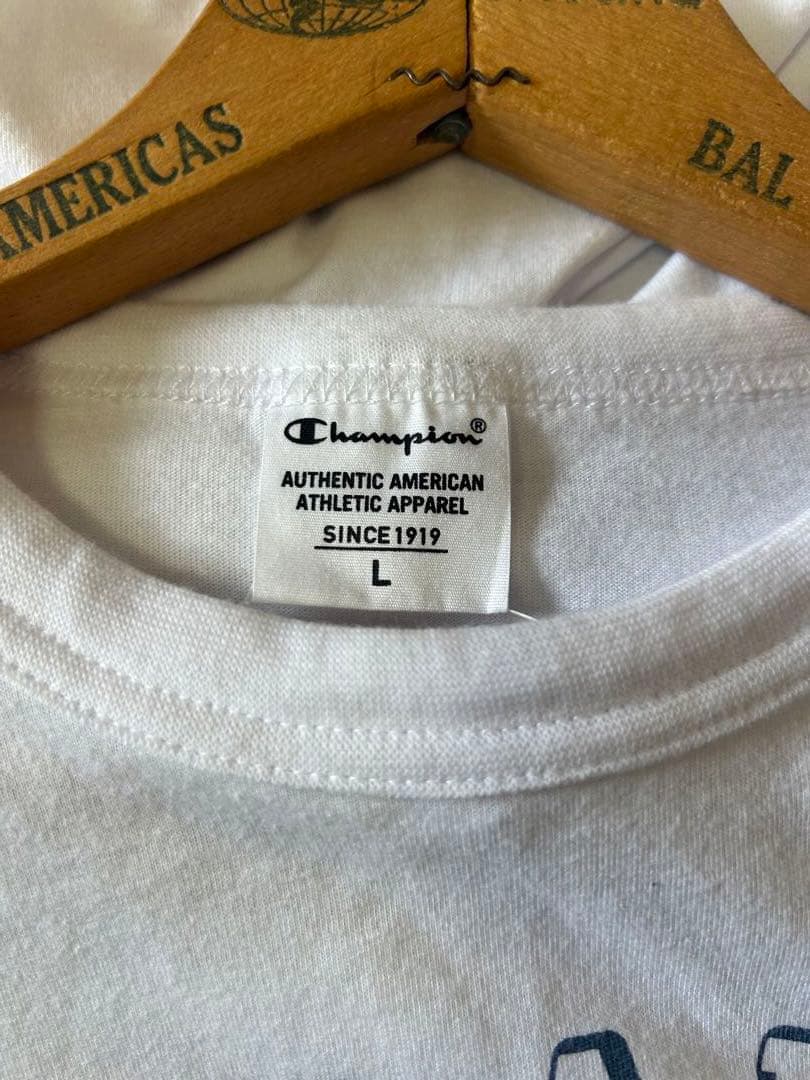 AMERICAS
BAL
Champion®
AUTHENTIC AMERICAN
ATHLETIC APPAREL
SINCE 1919
L